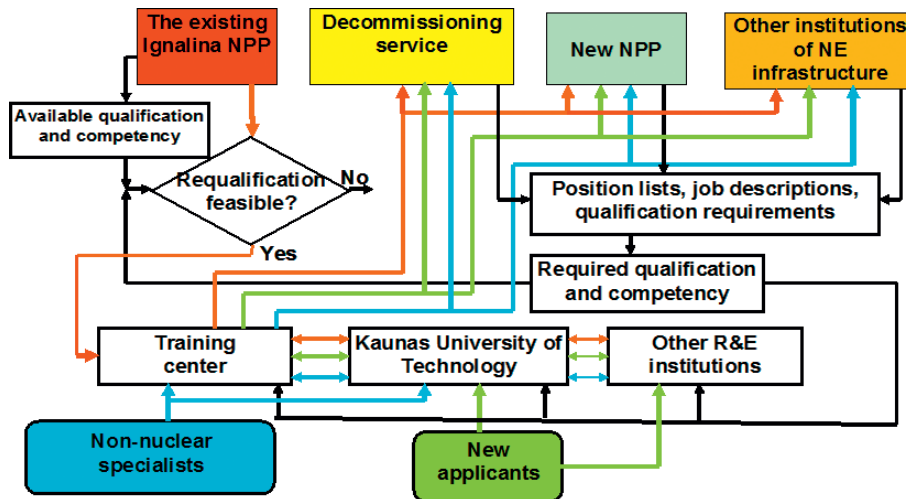 The existing
Ignalina NPP
Decommissioning
service
New NPP
Other institutions
of NE
infrastructure
Available qualification
and competency
Requalification
feasible?
No
Yes
Position lists, job descriptions,
qualification requirements
Required qualification
and competency
Training
center
Kaunas University of
Technology
Other R&E
institutions
Non-nuclear
specialists
New
applicants